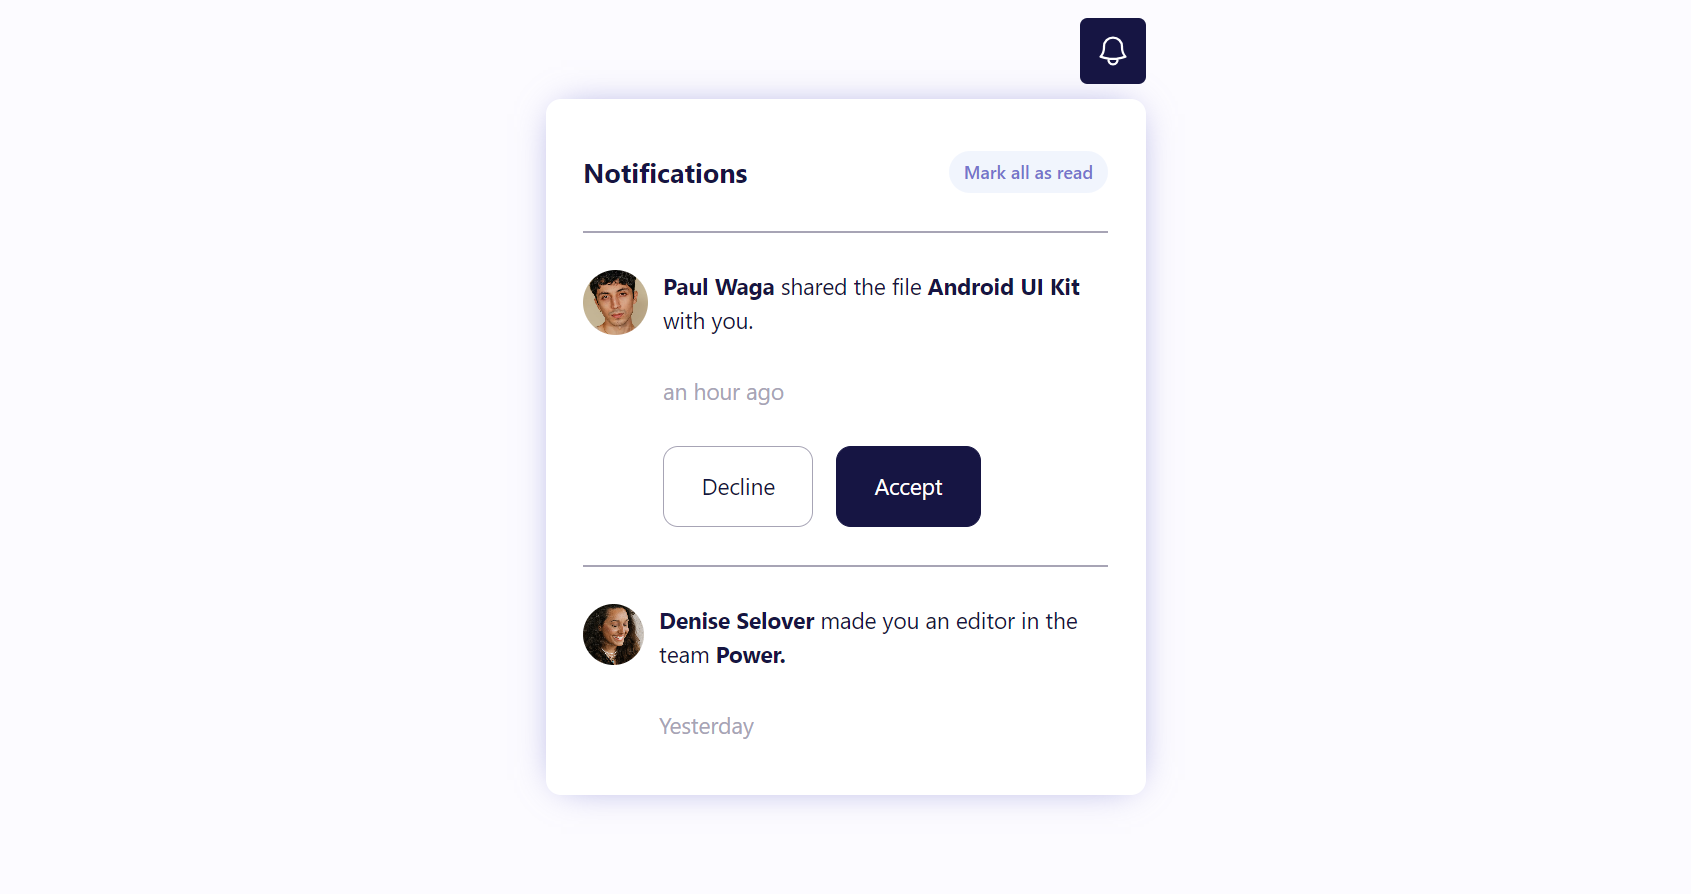 Notifications
Mark all as read
Paul Waga shared the file Android UI Kit
with you.
an hour ago
Decline
Accept
Denise Selover made you an editor in the
team Power.
Yesterday